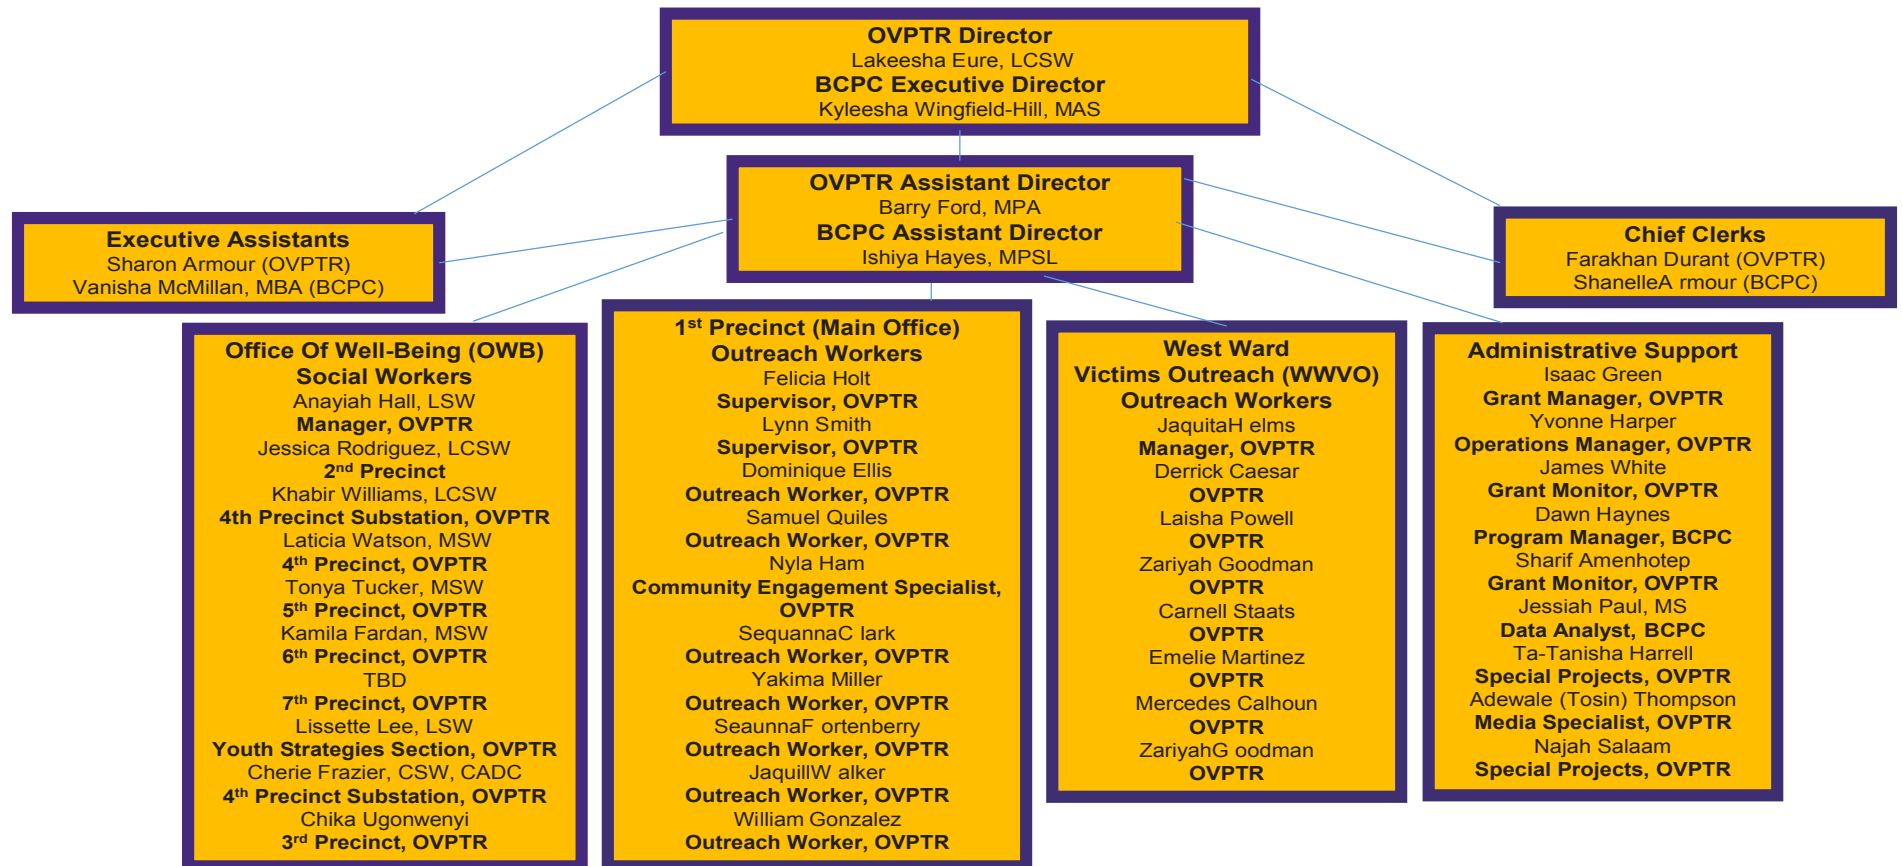 OVPTR Director
Lakeesha Eure, LCSW
BCPC Executive Director
Kyleesha Wingfield-Hill, MAS
OVPTR Assistant Director
Barry Ford, MPA
BCPC Assistant Director
Ishiya Hayes, MPSL
Executive Assistants
Sharon Armour (OVPTR)
Vanisha McMillan, MBA (BCPC)
Chief Clerks
Farakhan Durant (OVPTR)
ShanelleA rmour (BCPC)
Office Of Well-Being (OWB)
Social Workers
Anayiah Hall, LSW
Manager, OVPTR
Jessica Rodriguez, LCSW
2nd Precinct
Khabir Williams, LCSW
4th Precinct Substation, OVPTR
Laticia Watson, MSW
4th Precinct, OVPTR
Tonya Tucker, MSW
5th Precinct, OVPTR
Kamila Fardan, MSW
6th Precinct, OVPTR
TBD
7th Precinct, OVPTR
Lissette Lee, LSW
Youth Strategies Section, OVPTR
Cherie Frazier, CSW, CADC
4th Precinct Substation, OVPTR
Chika Ugonwenyi
3rd Precinct, OVPTR
1st Precinct (Main Office)
Outreach Workers
Felicia Holt
Supervisor, OVPTR
Lynn Smith
Supervisor, OVPTR
Dominique Ellis
Outreach Worker, OVPTR
Samuel Quiles
Outreach Worker, OVPTR
Nyla Ham
Community Engagement Specialist,
OVPTR
SequannaC lark
Outreach Worker, OVPTR
Yakima Miller
Outreach Worker, OVPTR
SeaunnaF ortenberry
Outreach Worker, OVPTR
JaquillW alker
Outreach Worker, OVPTR
William Gonzalez
Outreach Worker, OVPTR
West Ward
Victims Outreach (WWVO)
Outreach Workers
JaquitaH elms
Manager, OVPTR
Derrick Caesar
OVPTR
Laisha Powell
OVPTR
Zariyah Goodman
OVPTR
Carnell Staats
OVPTR
Emelie Martinez
OVPTR
Mercedes Calhoun
OVPTR
ZariyahG oodman
OVPTR
Administrative Support
Isaac Green
Grant Manager, OVPTR
Yvonne Harper
Operations Manager, OVPTR
James White
Grant Monitor, OVPTR
Dawn Haynes
Program Manager, BCPC
Sharif Amenhotep
Grant Monitor, OVPTR
Jessiah Paul, MS
Data Analyst, BCPC
Ta-Tanisha Harrell
Special Projects, OVPTR
Adewale (Tosin) Thompson
Media Specialist, OVPTR
Najah Salaam
Special Projects, OVPTR